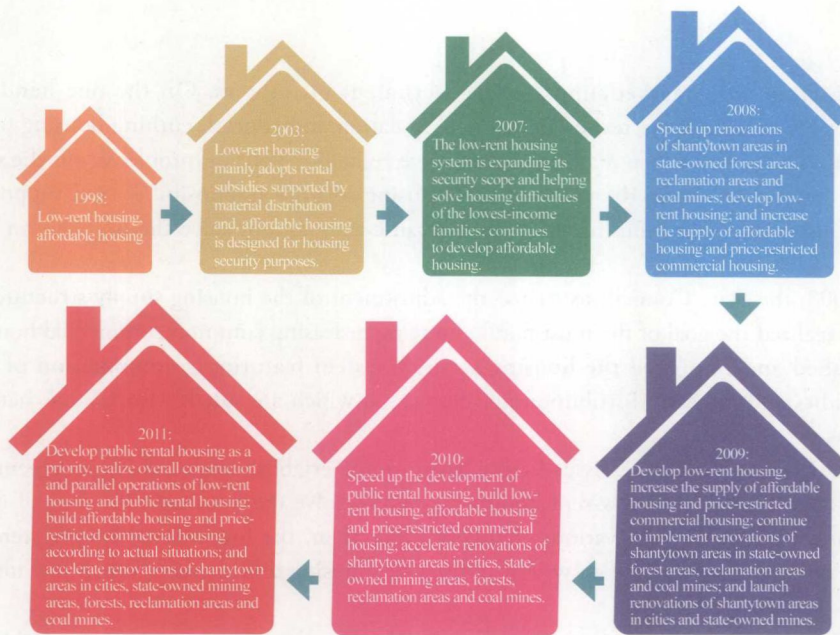 1998:
Low-rent housing,
affordable housing
2003:
Low-rent housing
mainly adopts rental
subsidies supported by
material distribution
and, affordable housing
is designed for housing
security purposes.
2007:
The low-rent housing
system is expanding its
security scope and helping
solve housing difficulties
of the lowest-income
families; continues
to develop affordable
housing.
2008:
Speed up renovations
of shantytown areas in
state-owned forest areas,
reclamation areas and
coal mines; develop low-
rent housing; and increase
the supply of affordable
housing and price-restricted
commercial housing.
2009:
Develop low-rent housing,
increase the supply of affordable
housing and price-restricted
commercial housing; continue
to implement renovations of
shantytown areas in state-owned
forest areas, reclamation areas
and coal mines; and launch
renovations of shantytown areas
in cities and state-owned mines.
2010:
Speed up the development of
public rental housing, build low-
rent housing, affordable housing
and price-restricted commercial
housing; accelerate renovations of
shantytown areas in cities, state-
owned mining areas, forests,
reclamation areas and coal mines.
2011:
Develop public rental housing as a
priority, realize overall construction
and parallel operations of low-rent
housing and public rental housing;
build affordable housing and price-
restricted commercial housing
according to actual situations; and
accelerate renovations of shantytown
areas in cities, state-owned mining
areas, forests, reclamation areas and
coal mines.